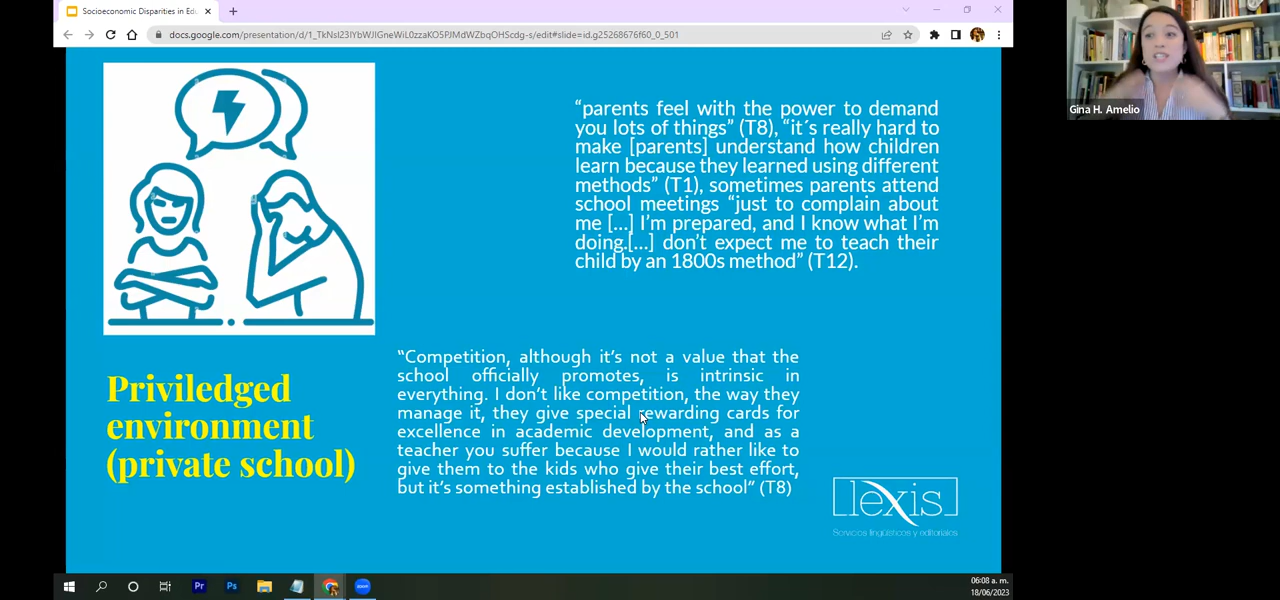 Socioeconomic Disparities in Edu
docs.google.com/presentation/d/1_TkNsI23IYbWJIGneWiL0zzaKO5PJMdWZbqOHScdg-s/edit#slide=id.g25268676f60_0_501
Gina H. Amelio
“parents feel with the power to demand
you lots of things” (T8), “it´s really hard to
make [parents] understand how children
learn because they learned using different
methods” (T1), sometimes parents attend
school meetings “just to complain about
me [...] I’m prepared, and I know what I’m
doing.[...] don’t expect me to teach their
child by an 1800s method” (T12).
Priviledged
environment
(private school)
“Competition, although it’s not a value that the
school officially promotes, is intrinsic in
everything. I don’t like competition, the way they
manage it, they give special rewarding cards for
excellence in academic development, and as a
teacher you suffer because I would rather like to
give them to the kids who give their best effort,
but it’s something established by the school” (T8)
lexis
Servicios lingüísticos y editoriales
Pr
Ps
zoom
06:08 a. m.
18/06/2023